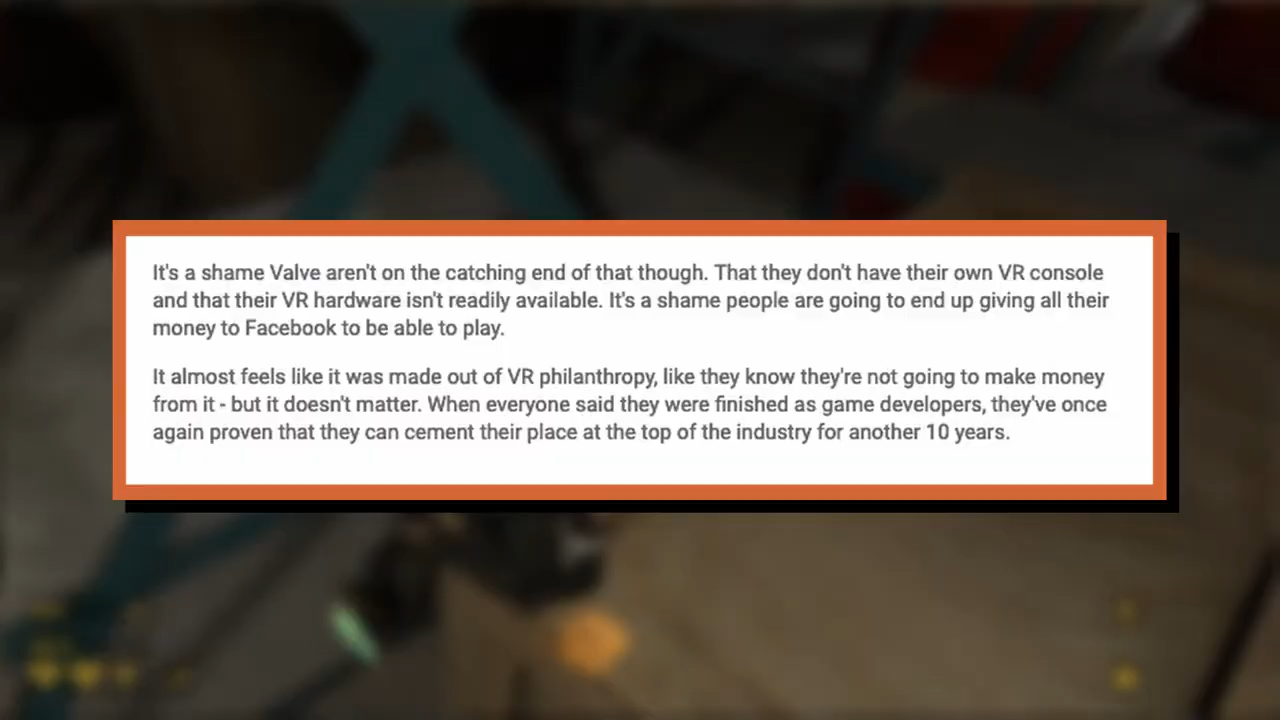 It's a shame Valve aren't on the catching end of that though. That they don't have their own VR console
and that their VR hardware isn't readily available. It's a shame people are going to end up giving all their
money to Facebook to be able to play.
It almost feels like it was made out of VR philanthropy, like they know they're not going to make money
from it - but it doesn't matter. When everyone said they were finished as game developers, they've once
again proven that they can cement their place at the top of the industry for another 10 years.